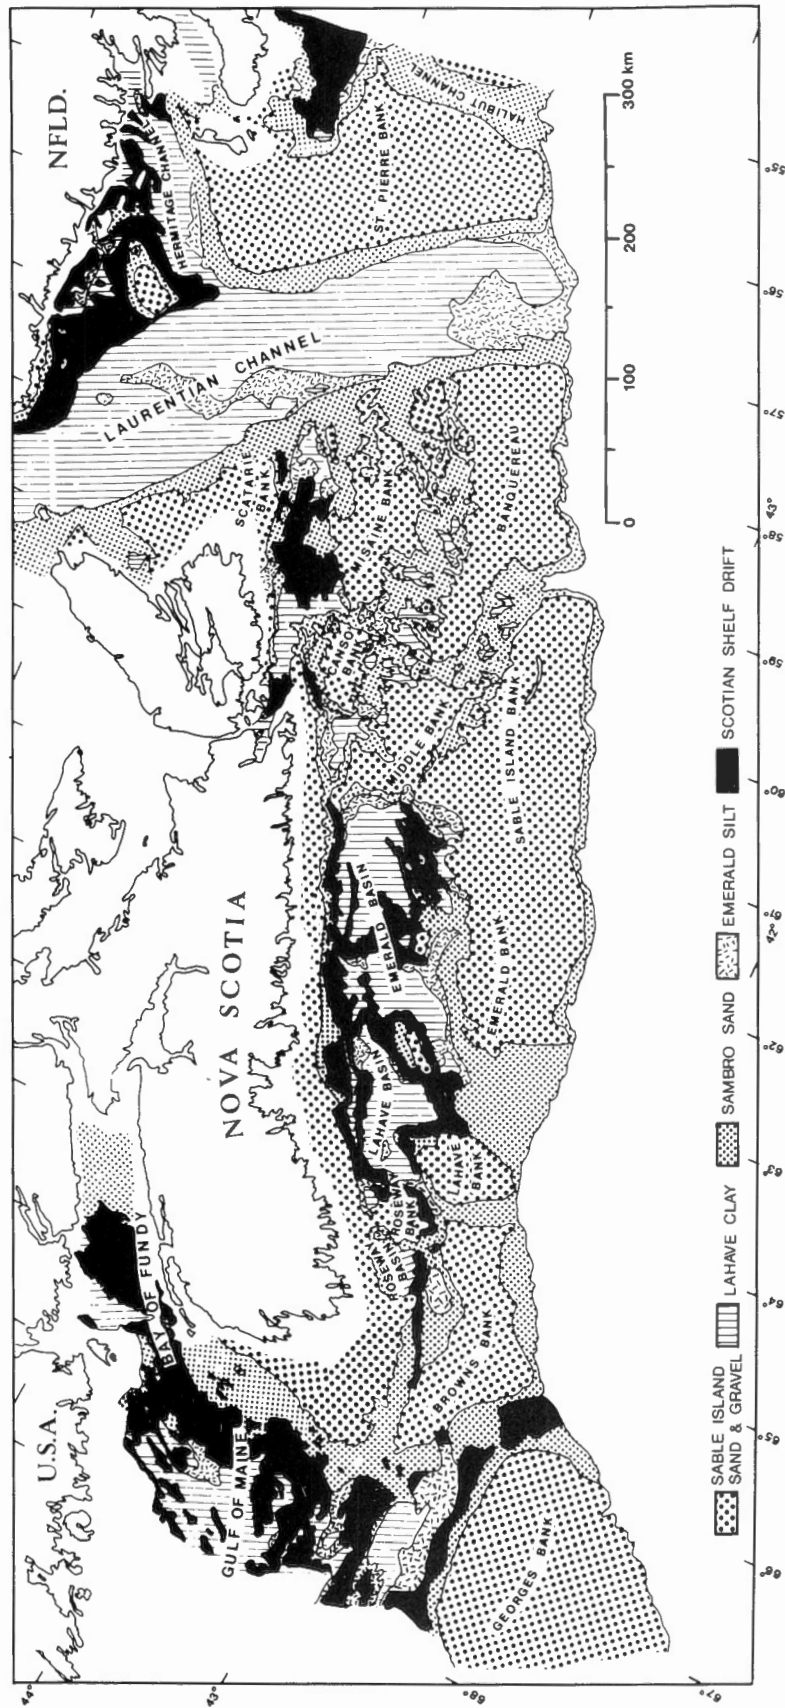 NFLD.
HERMITAGE CHANNEL
ST PIERRE BANK
HALIBUT CHANNEL
LAURENTIAN CHANNEL
SCATARIE
BANK
MISAINE BANK
BANQUEREAU
CANSO
BANK
MIDDLE BANK
SABLE ISLAND BANK
NOVA SCOTIA
EMERALD BASIN
EMERALD BANK
LAHAVE BASIN
LAHAVE
BANK
ROSEWAY
BANK
ROSEWAY
BASIN
BROWNS BANK
U.S.A.
BAY OF FUNDY
GULF OF MAINE
GEORGES BANK
0 100 200 300 km
SABLE ISLAND
SAND & GRAVEL
LAHAVE CLAY
SAMBRO SAND
EMERALD SILT
SCOTIAN SHELF DRIFT
44°
43°
68°
67°
66°
65°
64°
63°
62°
42°
61°
60°
59°
58°
43°
57°
56°
55°